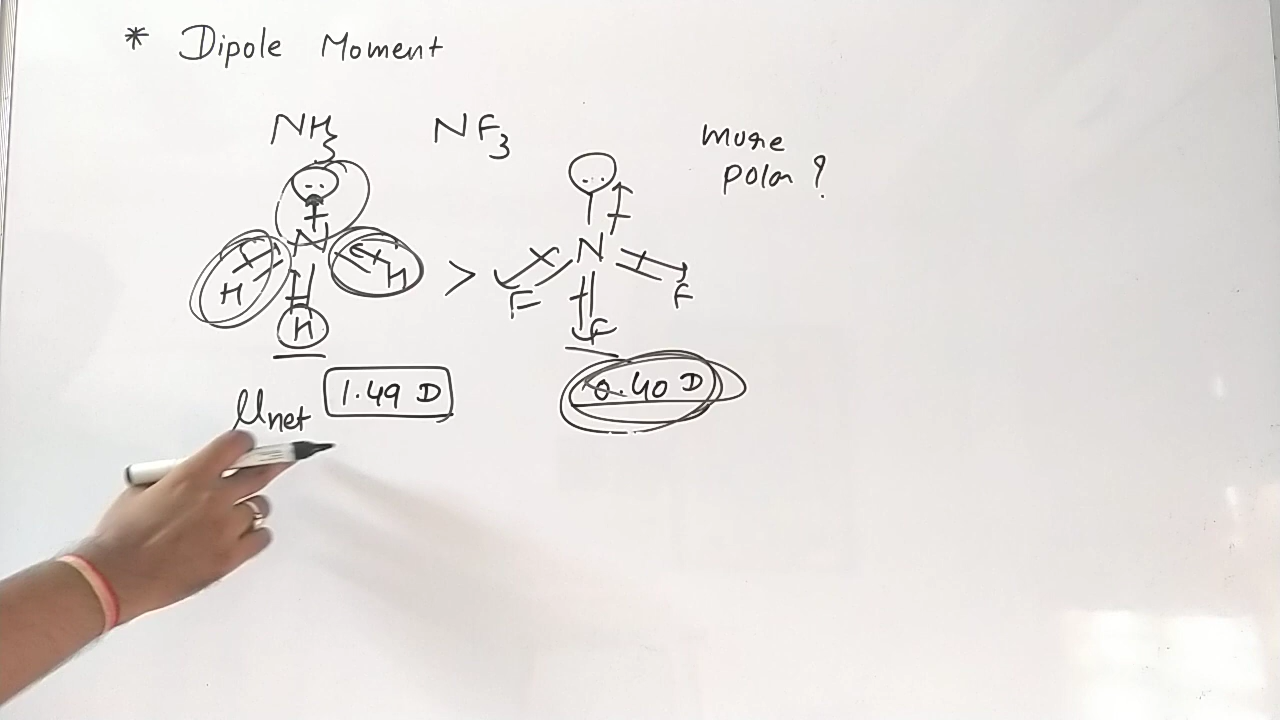 * Dipole Moment
NH3 NF3 more
polar ?
N N
H H > F F
H F
μnet 1.49 D 0.40 D